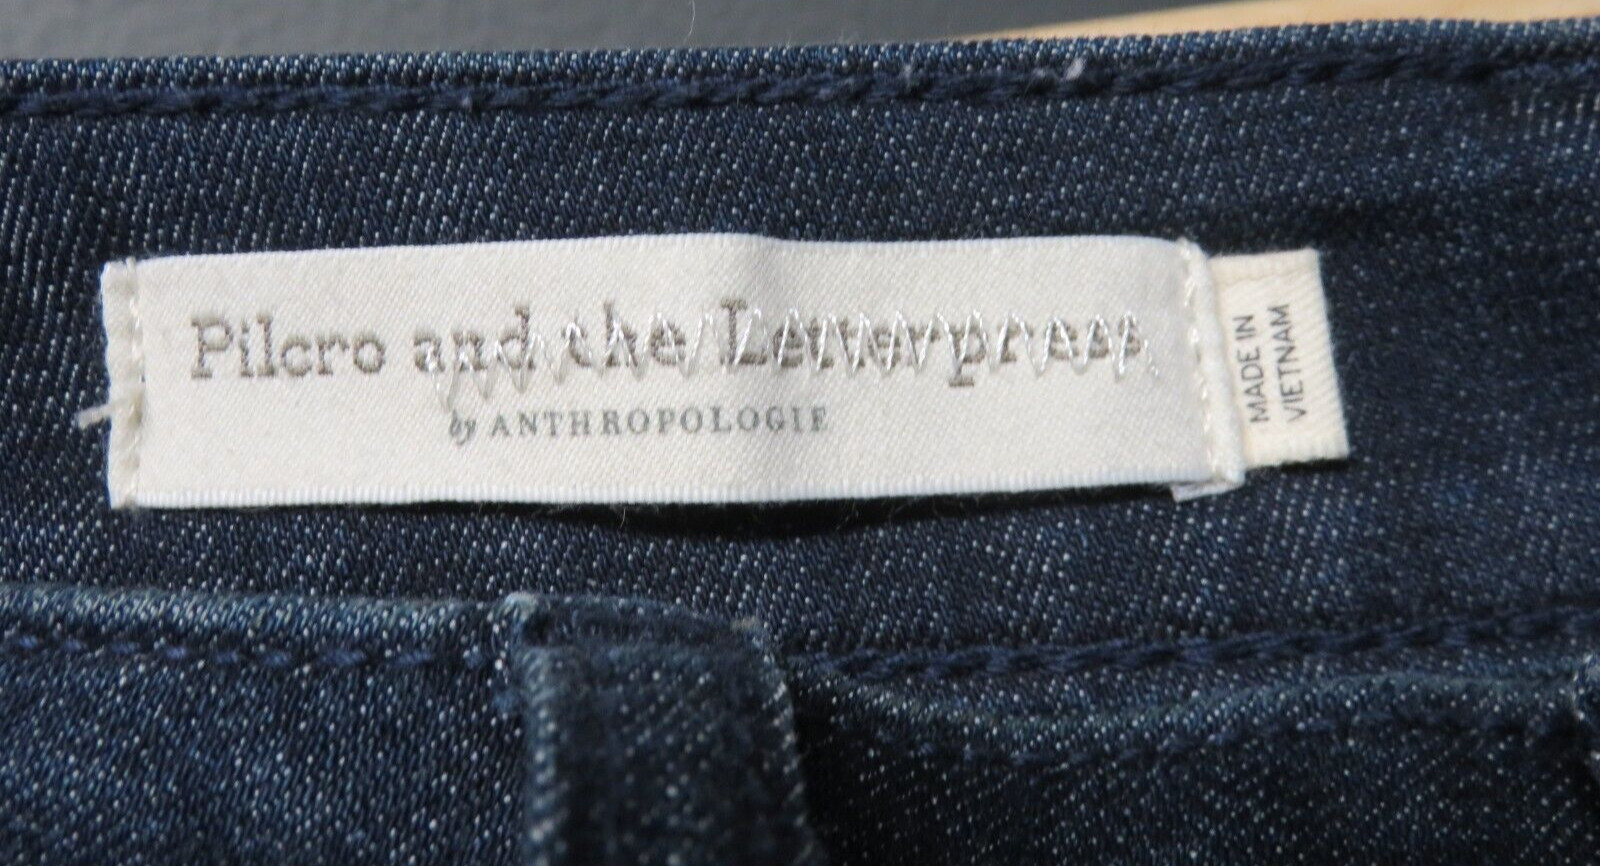 Pilcro and the Letterpress
by ANTHROPOLOGIE
MADE IN
VIETNAM